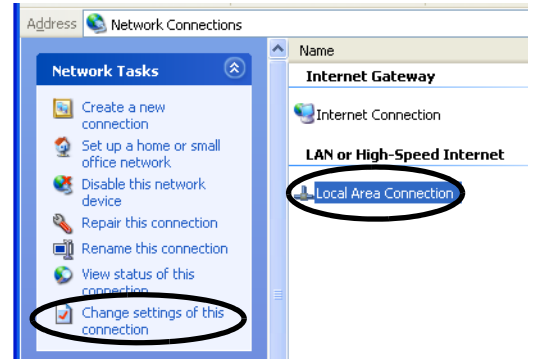 Address Network Connections
Network Tasks
Create a new
connection
Set up a home or small
office network
Disable this network
device
Repair this connection
Rename this connection
View status of this
connection
Change settings of this
connection
Name
Internet Gateway
Internet Connection
LAN or High-Speed Internet
Local Area Connection